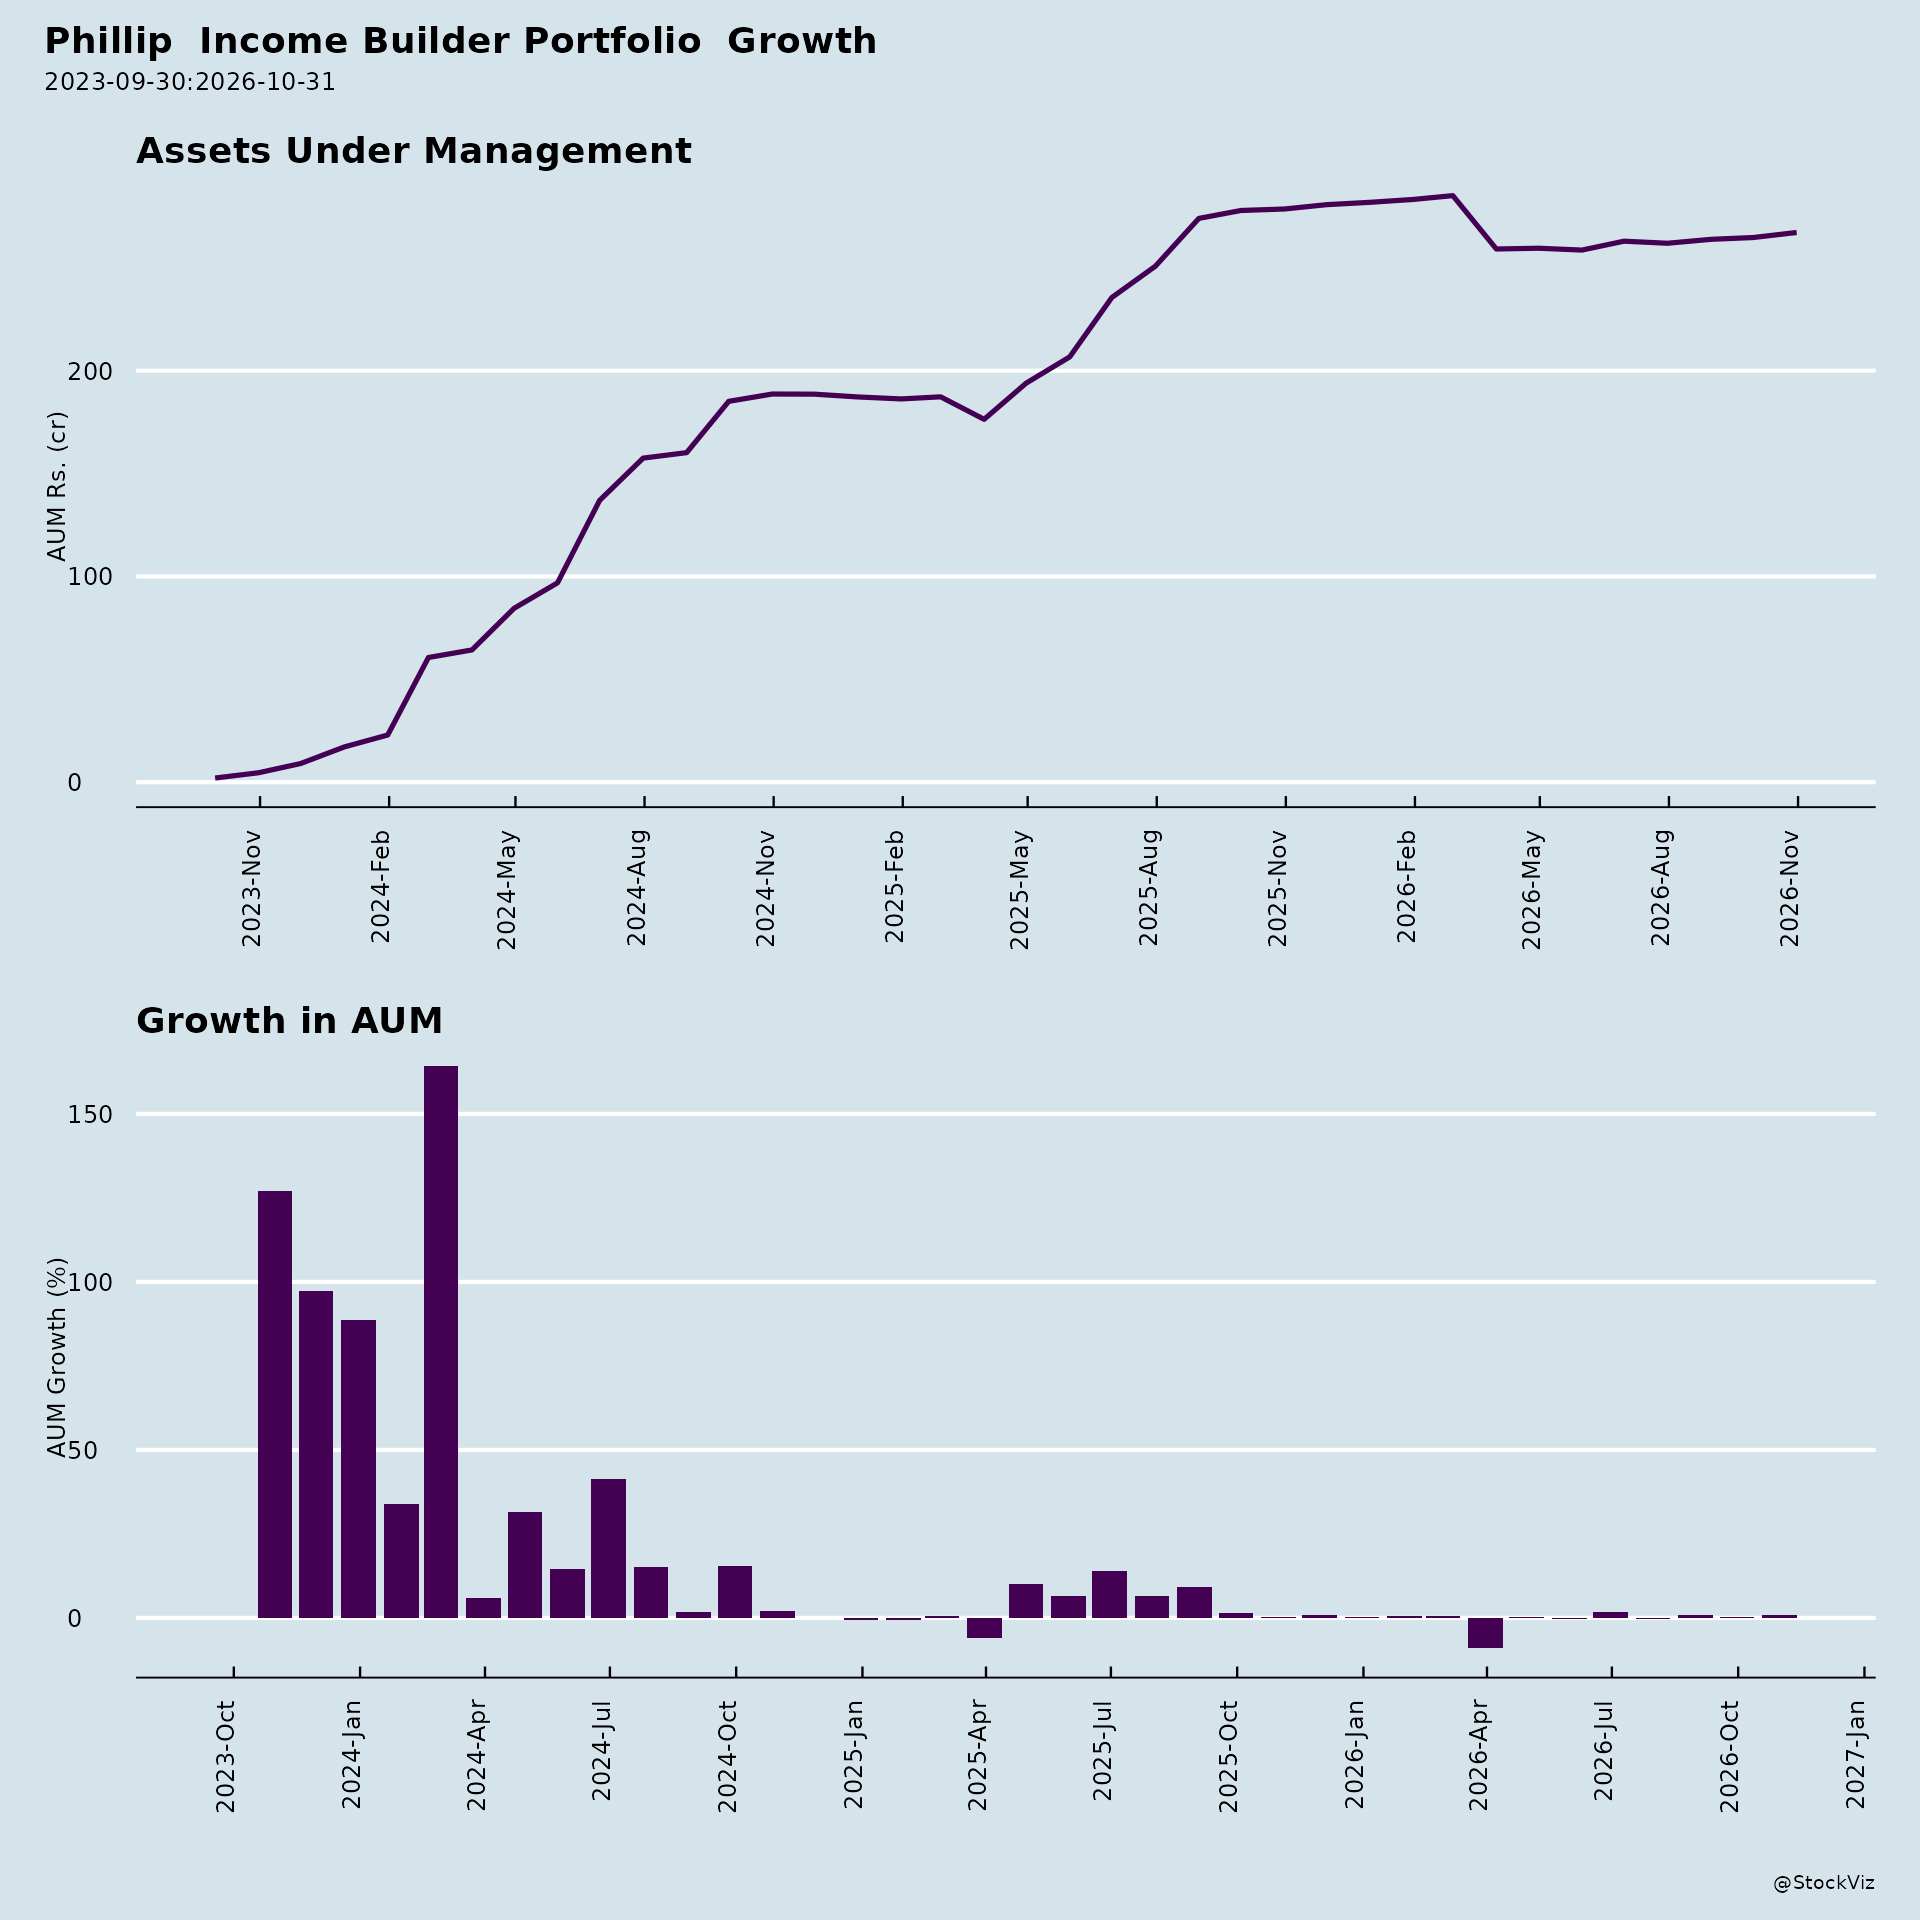 Phillip  Income Builder Portfolio  Growth
2023-09-30:2026-10-31
Assets Under Management
AUM Rs. (cr)
200
100
0
2023-Nov
2024-Feb
2024-May
2024-Aug
2024-Nov
2025-Feb
2025-May
2025-Aug
2025-Nov
2026-Feb
2026-May
2026-Aug
2026-Nov
Growth in AUM
AUM Growth (%)
150
100
50
0
2023-Oct
2024-Jan
2024-Apr
2024-Jul
2024-Oct
2025-Jan
2025-Apr
2025-Jul
2025-Oct
2026-Jan
2026-Apr
2026-Jul
2026-Oct
2027-Jan
@StockViz